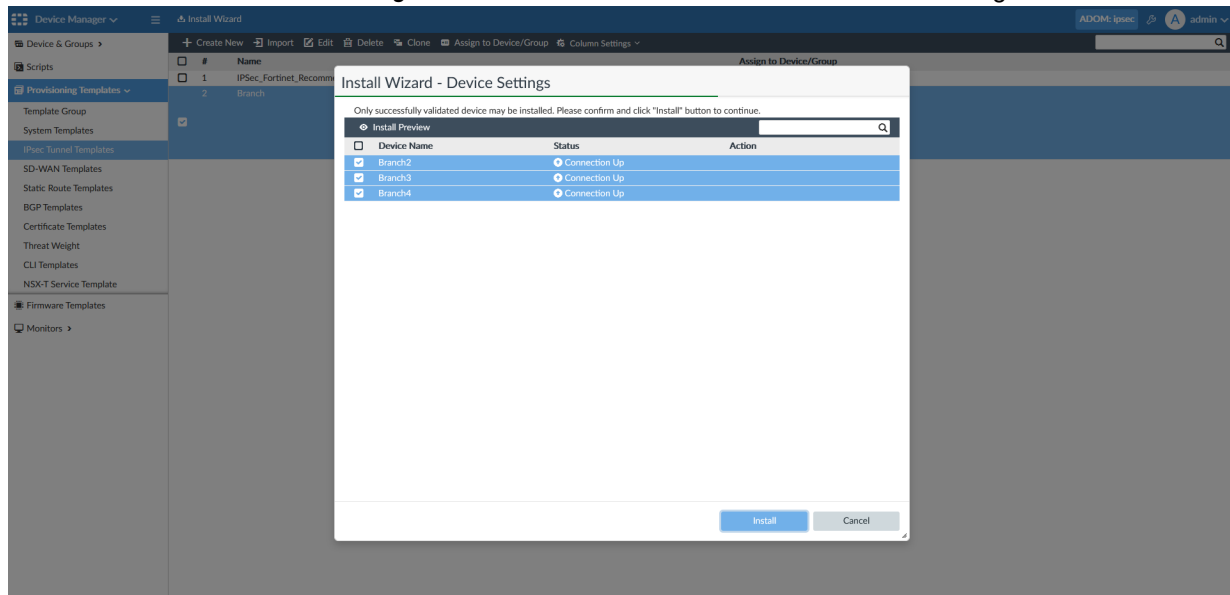 Device Manager
Install Wizard
ADOM: ipsec
A admin
Device & Groups
Create New Import Edit Delete Clone Assign to Device/Group Column Settings
Scripts
# Name Assign to Device/Group
Provisioning Templates
1 IPSec_Fortinet_Recomme
2 Branch
Template Group
System Templates
IPsec Tunnel Templates
SD-WAN Templates
Static Route Templates
BGP Templates
Certificate Templates
Threat Weight
CLI Templates
NSX-T Service Template
Firmware Templates
Monitors
Install Wizard - Device Settings
Only successfully validated device may be installed. Please confirm and click "Install" button to continue.
Install Preview
Device Name Status Action
Branch2 Connection Up
Branch3 Connection Up
Branch4 Connection Up
Install Cancel